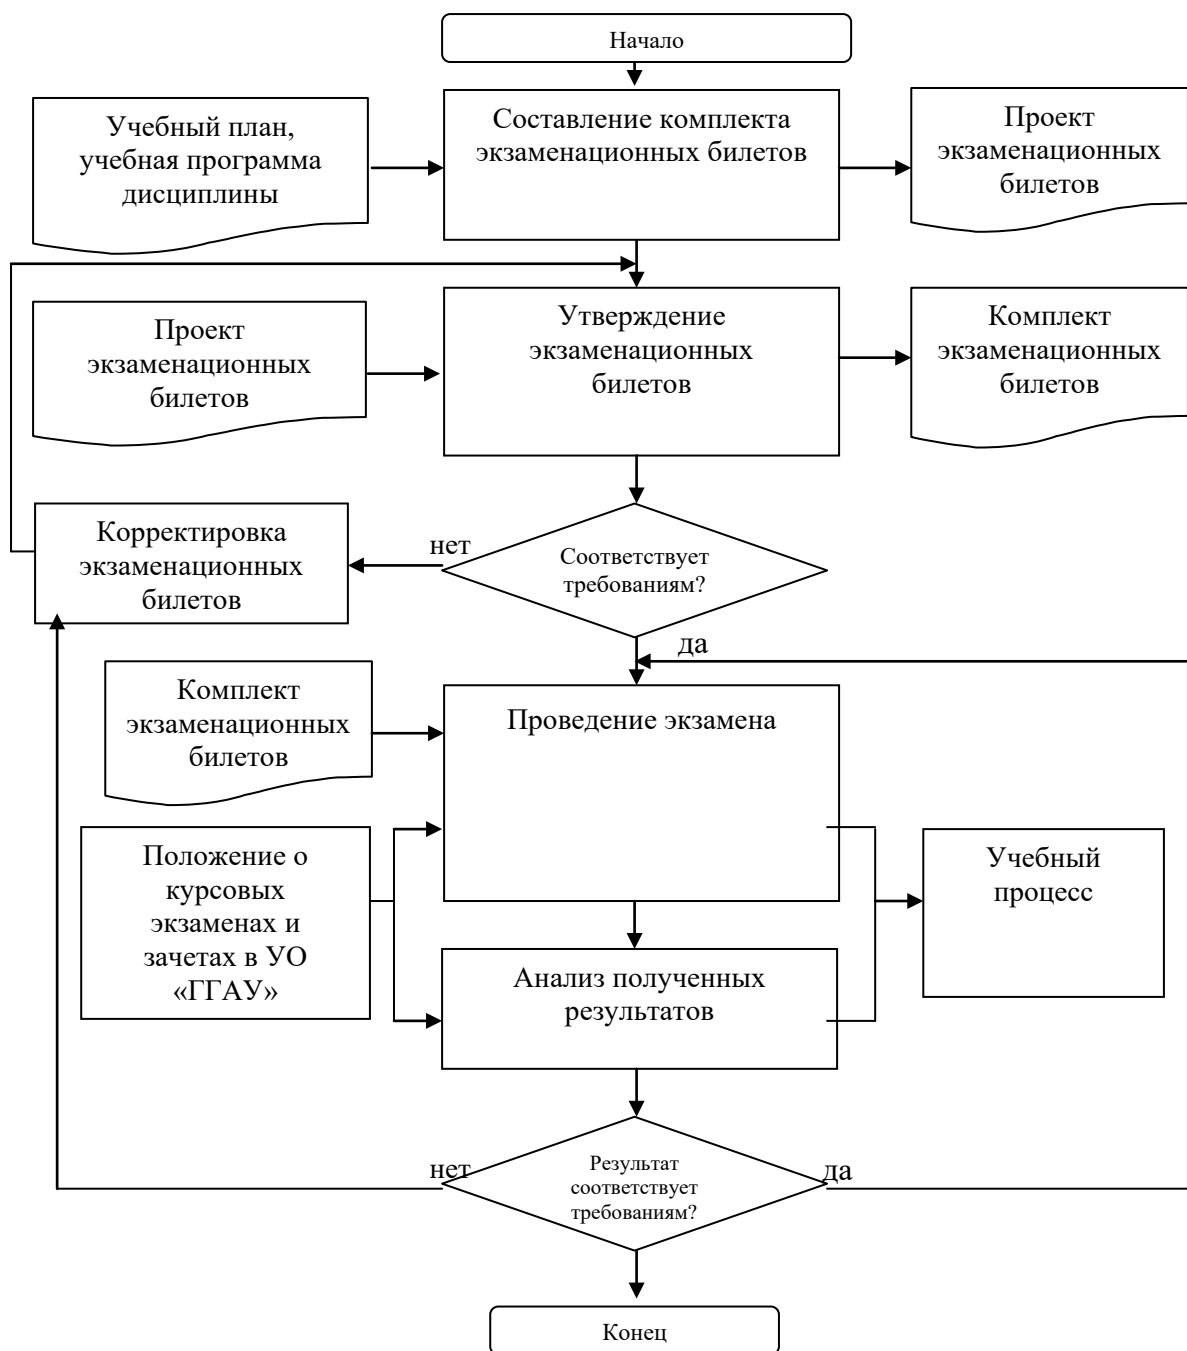 Начало
Учебный план,
учебная программа
дисциплины
Составление комплекта
экзаменационных билетов
Проект
экзаменационных
билетов
Проект
экзаменационных
билетов
Утверждение
экзаменационных
билетов
Комплект
экзаменационных
билетов
Корректировка
экзаменационных
билетов
нет
Соответствует
требованиям?
да
Комплект
экзаменационных
билетов
Проведение экзамена
Положение о
курсовых
экзаменах и
зачетах в УО
«ГГАУ»
Учебный
процесс
Анализ полученных
результатов
нет
Результат
соответствует
требованиям?
да
Конец